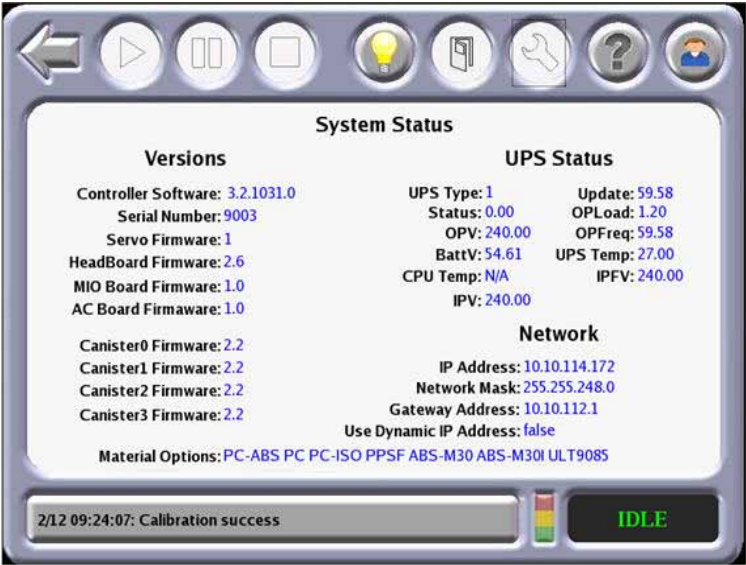 System Status
Versions
Controller Software: 3.2.1031.0
Serial Number: 9003
Servo Firmware: 1
HeadBoard Firmware: 2.6
MIO Board Firmware: 1.0
AC Board Firmaware: 1.0
Canister0 Firmware: 2.2
Canister1 Firmware: 2.2
Canister2 Firmware: 2.2
Canister3 Firmware: 2.2
UPS Status
UPS Type: 1 Update: 59.58
Status: 0.00 OPLoad: 1.20
OPV: 240.00 OPFreq: 59.58
BattV: 54.61 UPS Temp: 27.00
CPU Temp: N/A IPFV: 240.00
IPV: 240.00
Network
IP Address: 10.10.114.172
Network Mask: 255.255.248.0
Gateway Address: 10.10.112.1
Use Dynamic IP Address: false
Material Options: PC-ABS PC PC-ISO PPSF ABS-M30 ABS-M30I ULT9085
2/12 09:24:07: Calibration success
IDLE